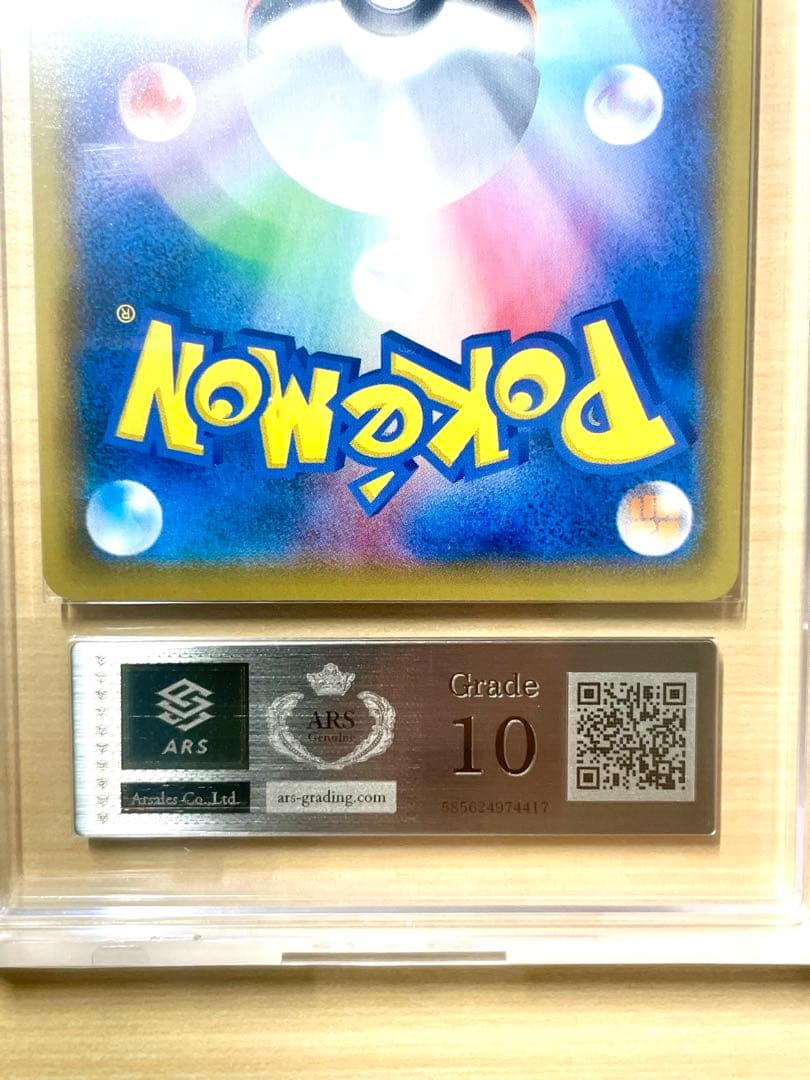 POKéMON
®
ARS
Arsales Co.,Ltd.
ARS
Genuine
ars-grading.com
Grade
10
585624974417